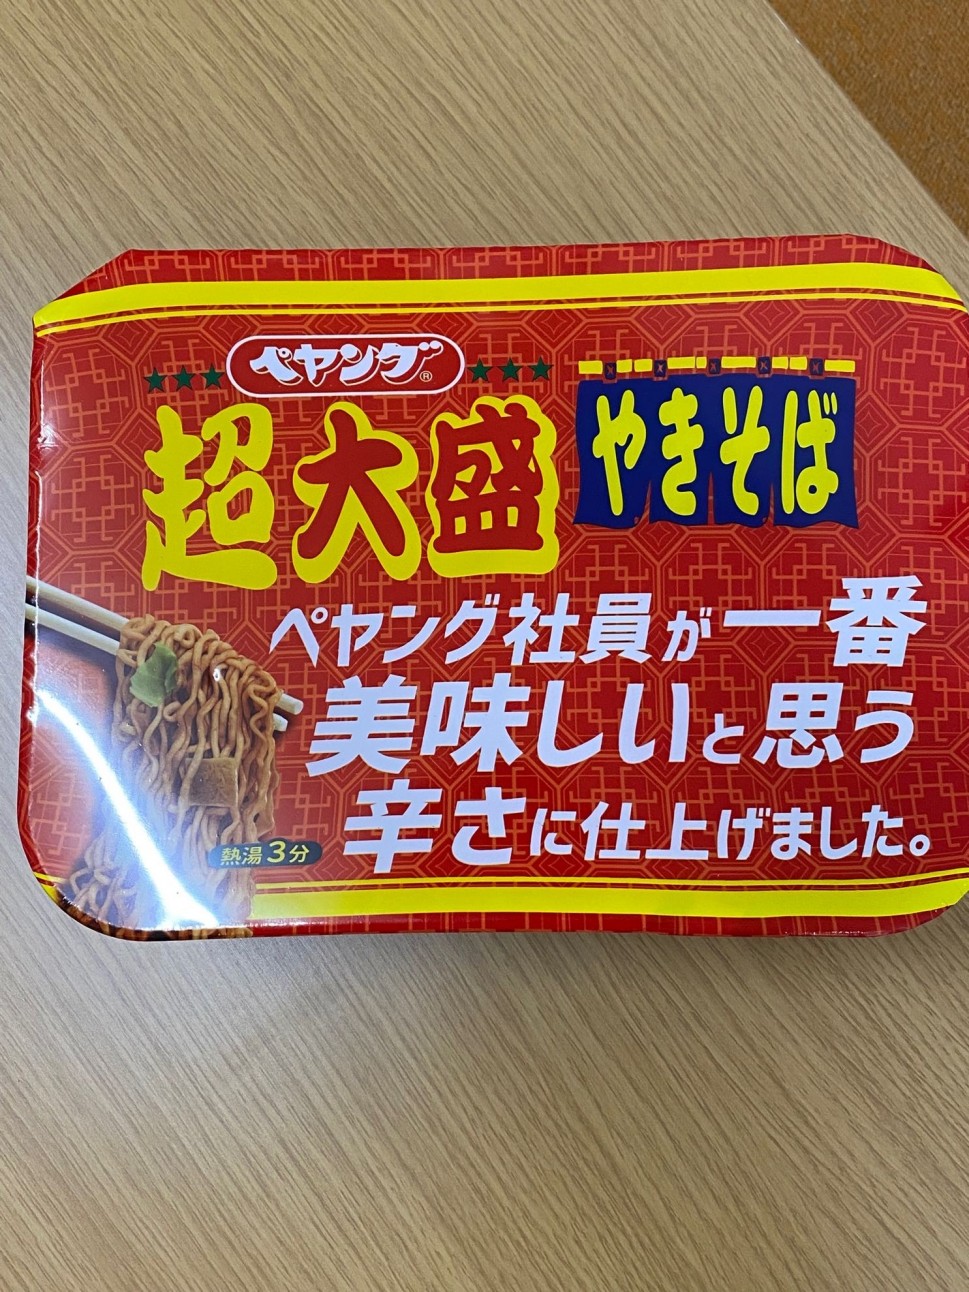 ペヤング®
超大盛やきそば
ペヤング社員が一番
美味しいと思う
辛さに仕上げました。
熱湯3分